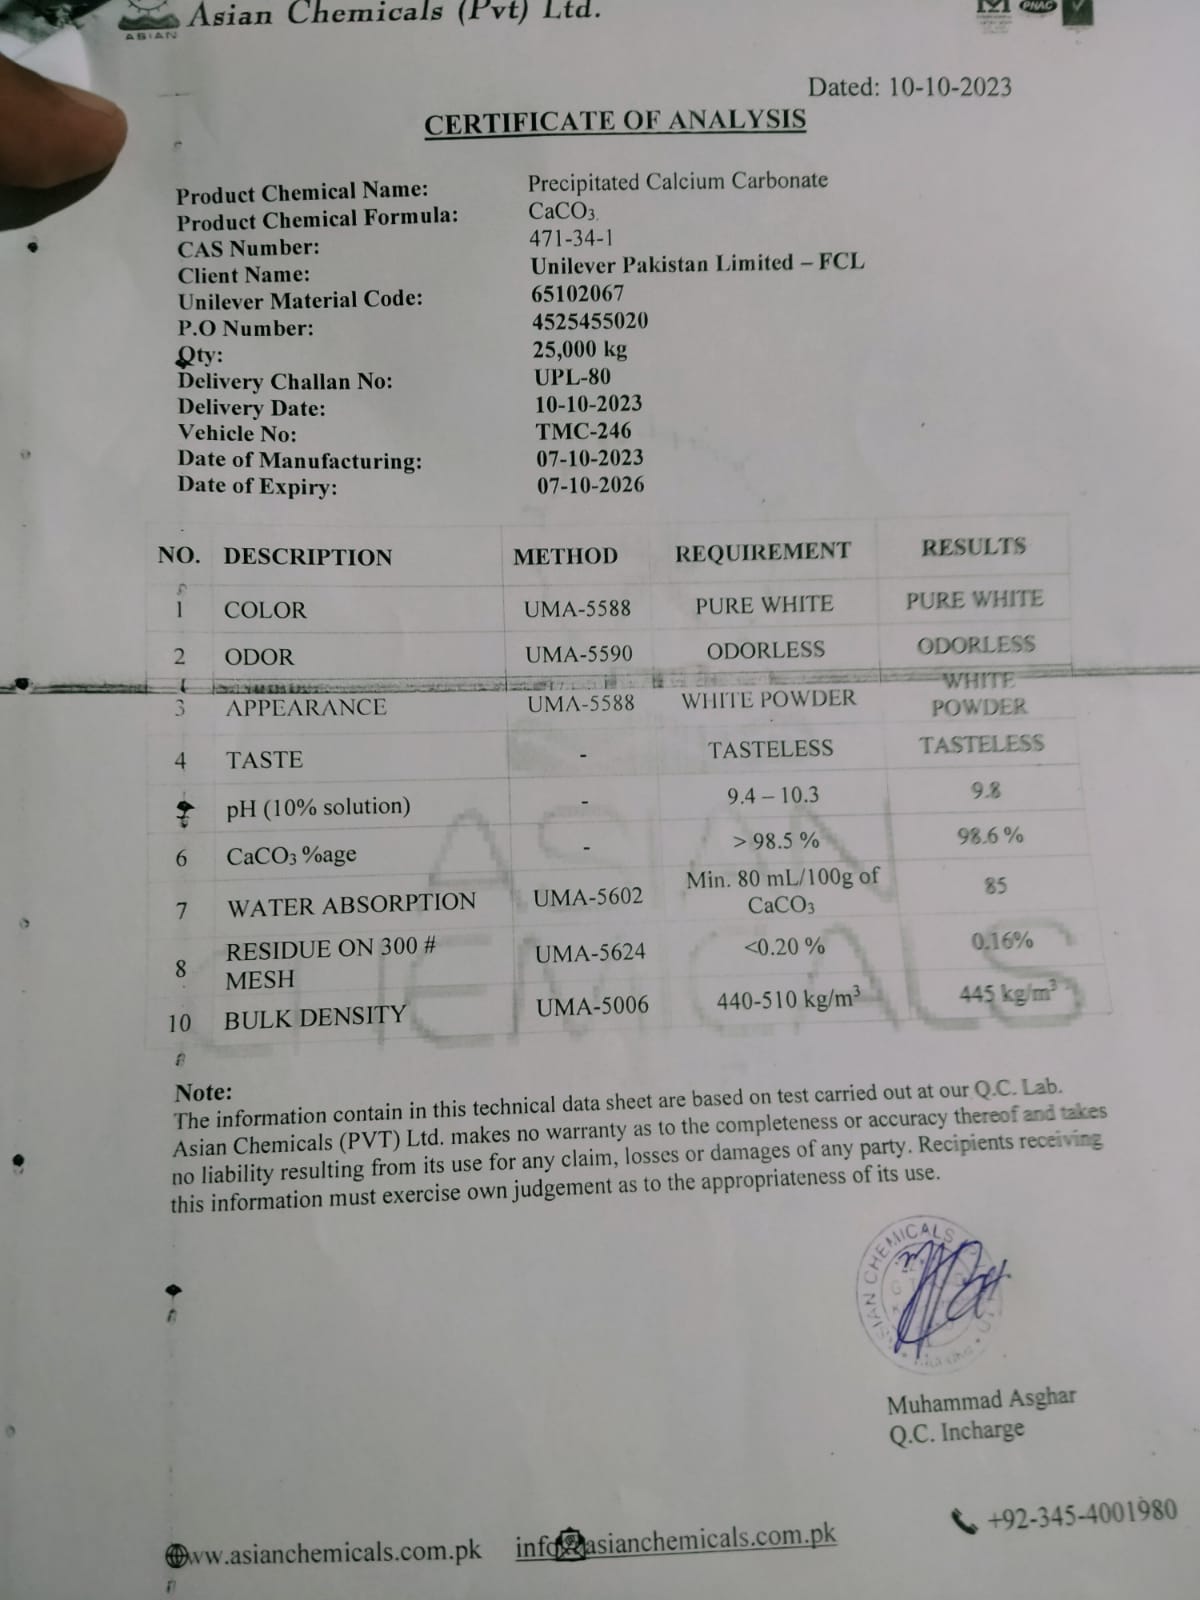 Asian Chemicals (Pvt) Ltd.
ASIAN
PNAC
Dated: 10-10-2023
CERTIFICATE OF ANALYSIS
Product Chemical Name: Precipitated Calcium Carbonate
Product Chemical Formula: CaCO₃.
CAS Number: 471-34-1
Client Name: Unilever Pakistan Limited – FCL
Unilever Material Code: 65102067
P.O Number: 4525455020
Qty: 25,000 kg
Delivery Challan No: UPL-80
Delivery Date: 10-10-2023
Vehicle No: TMC-246
Date of Manufacturing: 07-10-2023
Date of Expiry: 07-10-2026
NO. DESCRIPTION METHOD REQUIREMENT RESULTS
1 COLOR UMA-5588 PURE WHITE PURE WHITE
2 ODOR UMA-5590 ODORLESS ODORLESS
3 APPEARANCE UMA-5588 WHITE POWDER WHITE POWDER
4 TASTE - TASTELESS TASTELESS
pH (10% solution) - 9.4 – 10.3 9.8
6 CaCO₃ %age - > 98.5 % 98.6 %
7 WATER ABSORPTION UMA-5602 Min. 80 mL/100g of CaCO₃ 85
8 RESIDUE ON 300 # MESH UMA-5624 <0.20 % 0.16%
10 BULK DENSITY UMA-5006 440-510 kg/m³ 445 kg/m³
ASIAN
CHEMICALS
Note:
The information contain in this technical data sheet are based on test carried out at our Q.C. Lab.
Asian Chemicals (PVT) Ltd. makes no warranty as to the completeness or accuracy thereof and takes
no liability resulting from its use for any claim, losses or damages of any party. Recipients receiving
this information must exercise own judgement as to the appropriateness of its use.
ASIAN CHEMICALS
Muhammad Asghar
Q.C. Incharge
www.asianchemicals.com.pk info@asianchemicals.com.pk +92-345-4001980